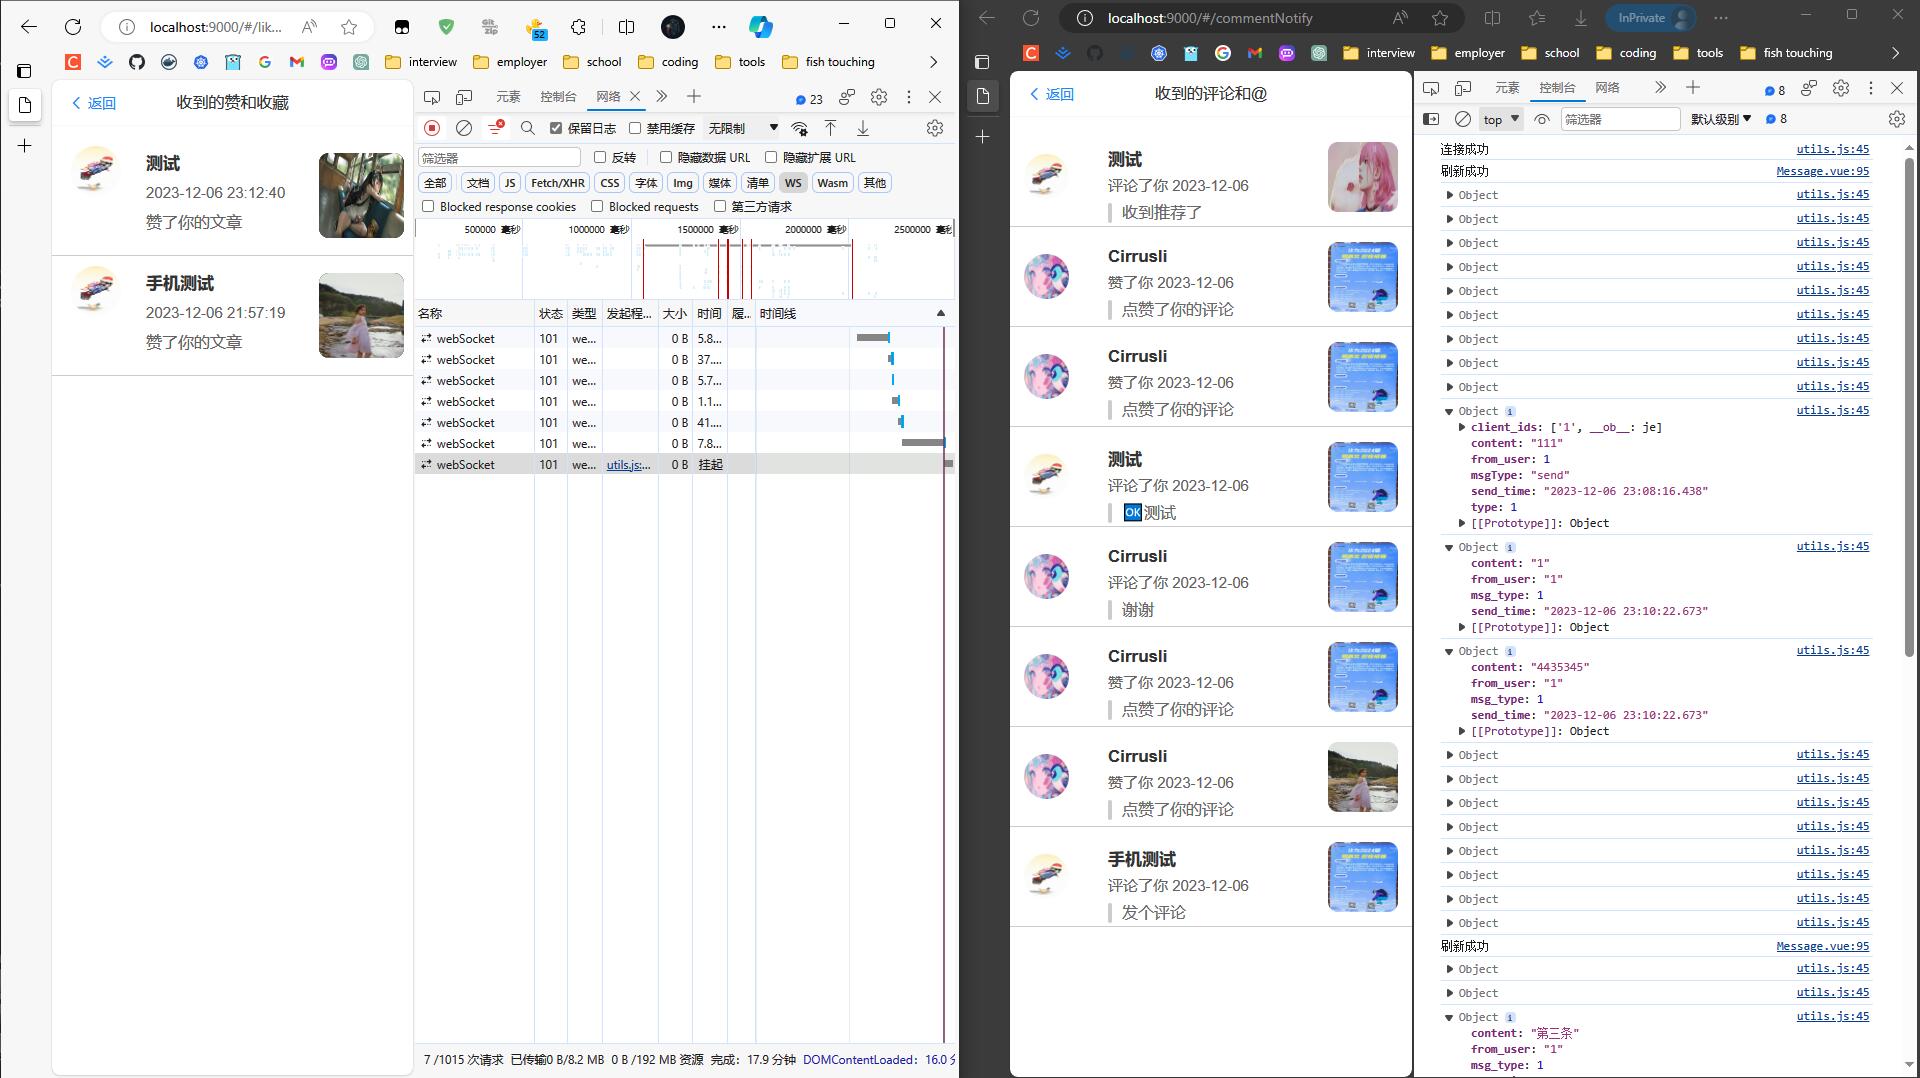 localhost:9000/#/lik...
52
interview
employer
school
coding
tools
fish touching
返回
收到的赞和收藏
测试
2023-12-06 23:12:40
赞了你的文章
手机测试
2023-12-06 21:57:19
赞了你的文章
元素
控制台
网络
23
保留日志
禁用缓存
无限制
筛选器
反转
隐藏数据 URL
隐藏扩展 URL
全部
文档
JS
Fetch/XHR
CSS
字体
Img
媒体
清单
WS
Wasm
其他
Blocked response cookies
Blocked requests
第三方请求
500000 毫秒
1000000 毫秒
1500000 毫秒
2000000 毫秒
2500000 毫秒
名称 状态 类型 发起程... 大小 时间 履... 时间线
webSocket 101 we... 0 B 5.8...
webSocket 101 we... 0 B 37....
webSocket 101 we... 0 B 5.7...
webSocket 101 we... 0 B 1.1...
webSocket 101 we... 0 B 41....
webSocket 101 we... 0 B 7.8...
webSocket 101 we... utils.js:... 0 B 挂起
7 /1015 次请求 已传输0 B/8.2 MB 0 B /192 MB 资源 完成: 17.9 分钟 DOMContentLoaded: 16.0
localhost:9000/#/commentNotify
InPrivate
interview
employer
school
coding
tools
fish touching
返回
收到的评论和@
测试
评论了你 2023-12-06
收到推荐了
Cirrusli
赞了你 2023-12-06
点赞了你的评论
Cirrusli
赞了你 2023-12-06
点赞了你的评论
测试
评论了你 2023-12-06
🆗测试
Cirrusli
评论了你 2023-12-06
谢谢
Cirrusli
赞了你 2023-12-06
点赞了你的评论
Cirrusli
赞了你 2023-12-06
点赞了你的评论
手机测试
评论了你 2023-12-06
发个评论
元素
控制台
网络
8
top
筛选器
默认级别
8
连接成功 utils.js:45
刷新成功 Message.vue:95
Object utils.js:45
Object utils.js:45
Object utils.js:45
Object utils.js:45
Object utils.js:45
Object utils.js:45
Object utils.js:45
Object utils.js:45
Object utils.js:45
Object utils.js:45
client_ids: ['1', __ob__: je]
content: "111"
from_user: 1
msgType: "send"
send_time: "2023-12-06 23:08:16.438"
type: 1
[[Prototype]]: Object
Object utils.js:45
content: "1"
from_user: "1"
msg_type: 1
send_time: "2023-12-06 23:10:22.673"
[[Prototype]]: Object
Object utils.js:45
content: "4435345"
from_user: "1"
msg_type: 1
send_time: "2023-12-06 23:10:22.673"
[[Prototype]]: Object
Object utils.js:45
Object utils.js:45
Object utils.js:45
Object utils.js:45
Object utils.js:45
Object utils.js:45
Object utils.js:45
Object utils.js:45
刷新成功 Message.vue:95
Object utils.js:45
Object utils.js:45
Object utils.js:45
content: "第三条"
from_user: "1"
msg_type: 1